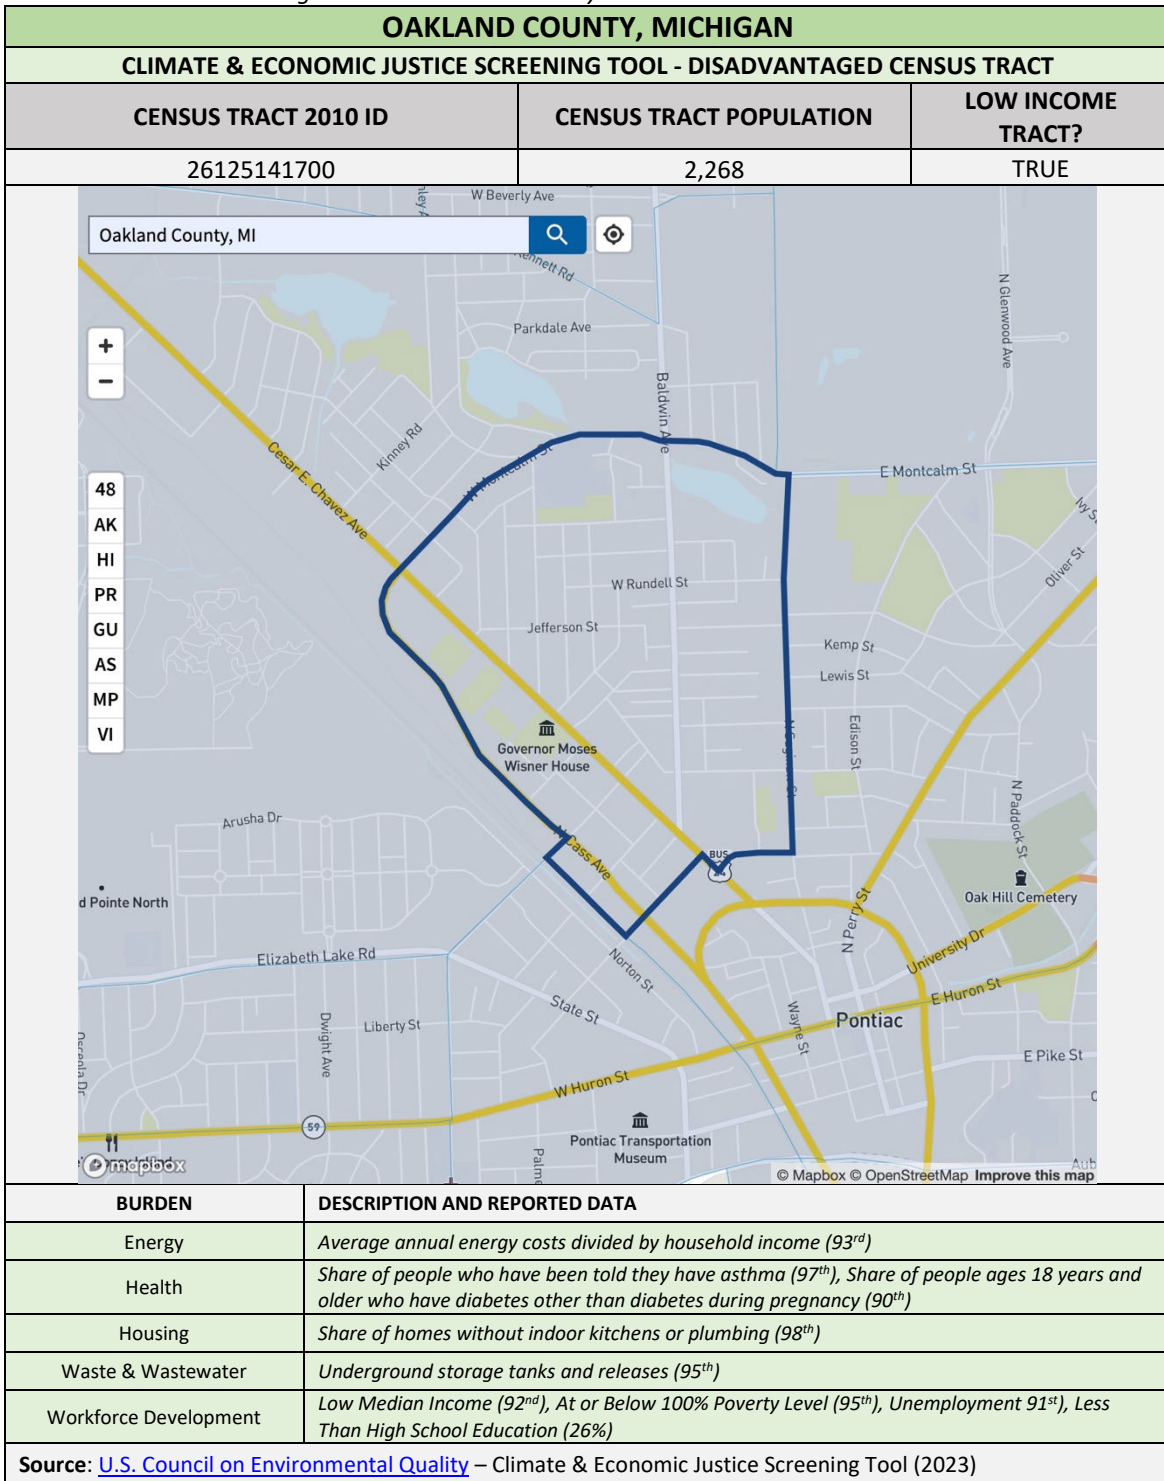 OAKLAND COUNTY, MICHIGAN
CLIMATE & ECONOMIC JUSTICE SCREENING TOOL - DISADVANTAGED CENSUS TRACT
CENSUS TRACT 2010 ID
CENSUS TRACT POPULATION
LOW INCOME
TRACT?
26125141700
2,268
TRUE
W Beverly Ave
Oakland County, MI
Kennett Rd
N Glenwood Ave
Parkdale Ave
+
−
Baldwin Ave
Kinney Rd
Cesar E. Chavez Ave
W Montcalm St
E Montcalm St
48
AK
HI
PR
GU
AS
MP
VI
Oliver St
W Rundell St
Jefferson St
Kemp St
Lewis St
Edison St
Governor Moses
Wisner House
N Paddock St
Arusha Dr
N Cass Ave
BUS
24
d Pointe North
Oak Hill Cemetery
N Perry St
University Dr
Elizabeth Lake Rd
Norton St
E Huron St
State St
Wayne St
Pontiac
Liberty St
Dwight Ave
Osceola Dr
E Pike St
W Huron St
59
Pontiac Transportation
Museum
mapbox
Palme
Aub
© Mapbox © OpenStreetMap Improve this map
BURDEN
DESCRIPTION AND REPORTED DATA
Energy
Average annual energy costs divided by household income (93rd)
Health
Share of people who have been told they have asthma (97th), Share of people ages 18 years and
older who have diabetes other than diabetes during pregnancy (90th)
Housing
Share of homes without indoor kitchens or plumbing (98th)
Waste & Wastewater
Underground storage tanks and releases (95th)
Workforce Development
Low Median Income (92nd), At or Below 100% Poverty Level (95th), Unemployment 91st), Less
Than High School Education (26%)
Source: U.S. Council on Environmental Quality – Climate & Economic Justice Screening Tool (2023)